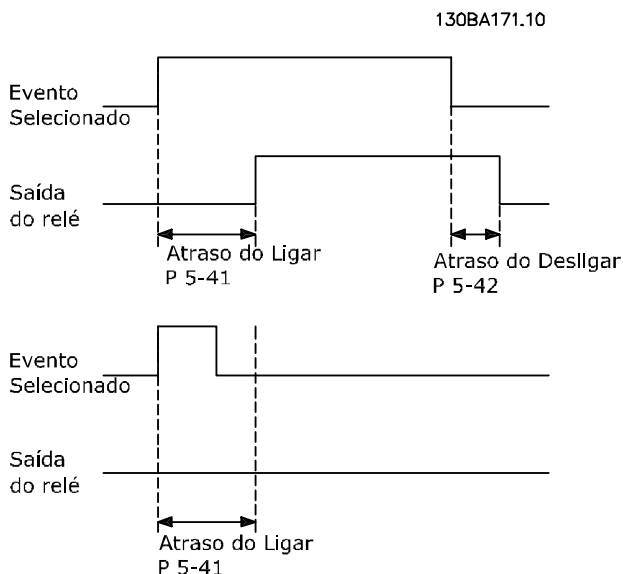 130BA171.10
Evento
Selecionado
Saída
do relé
Atraso do Ligar
P 5-41
Atraso do Desligar
P 5-42
Evento
Selecionado
Saída
do relé
Atraso do Ligar
P 5-41